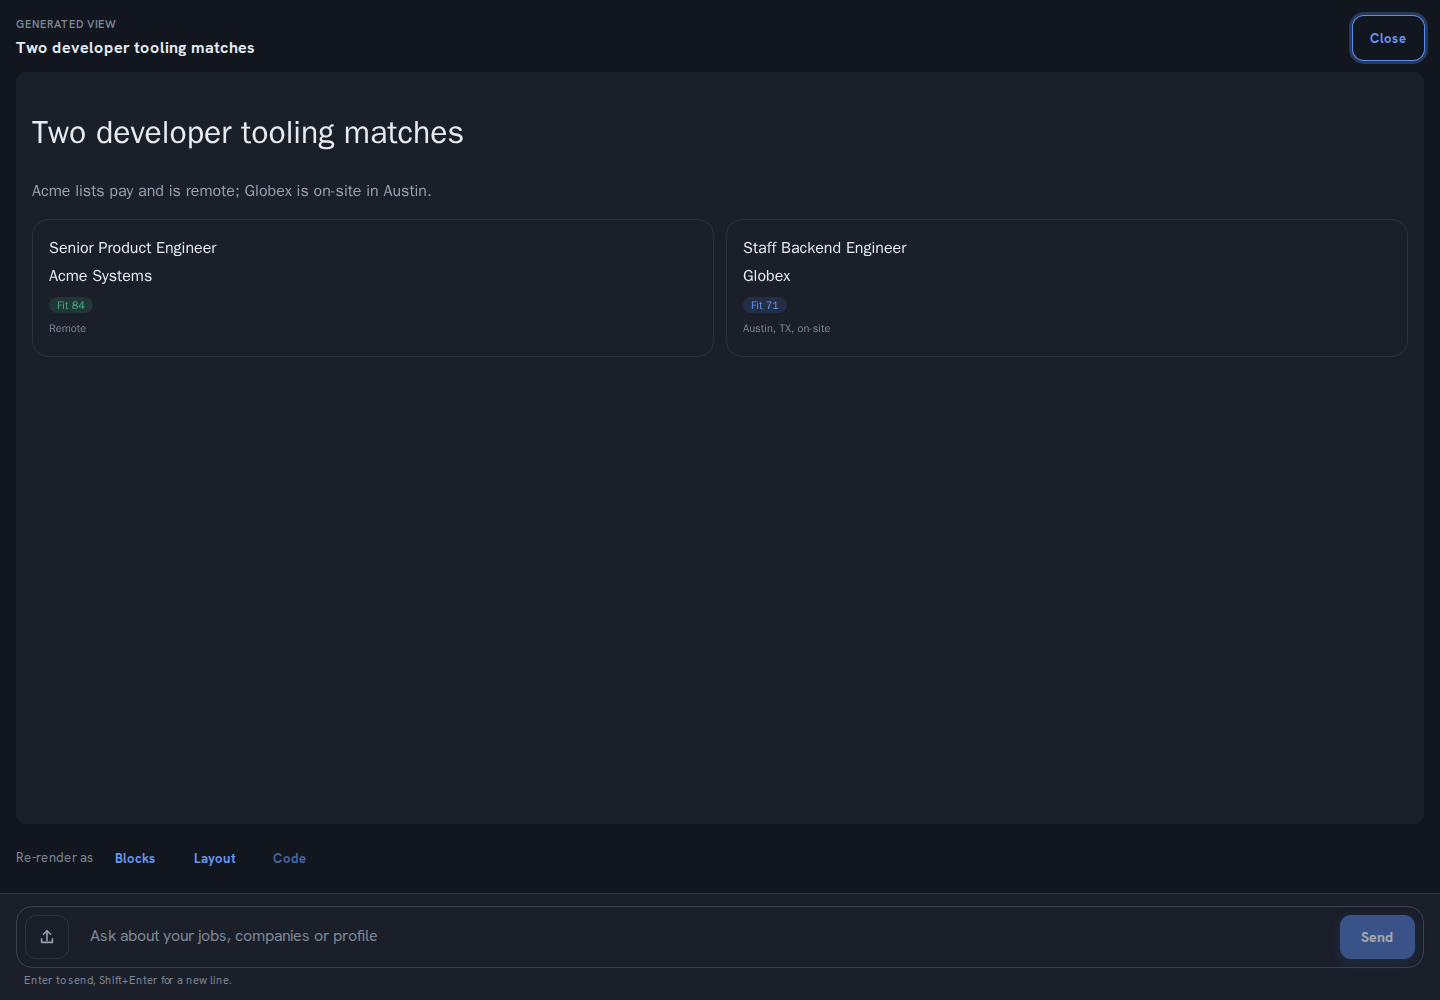 GENERATED VIEW
Two developer tooling matches
Close
Two developer tooling matches
Acme lists pay and is remote; Globex is on-site in Austin.
Senior Product Engineer
Acme Systems
Fit 84
Remote
Staff Backend Engineer
Globex
Fit 71
Austin, TX, on-site
Re-render as Blocks Layout Code
Ask about your jobs, companies or profile
Send
Enter to send, Shift+Enter for a new line.